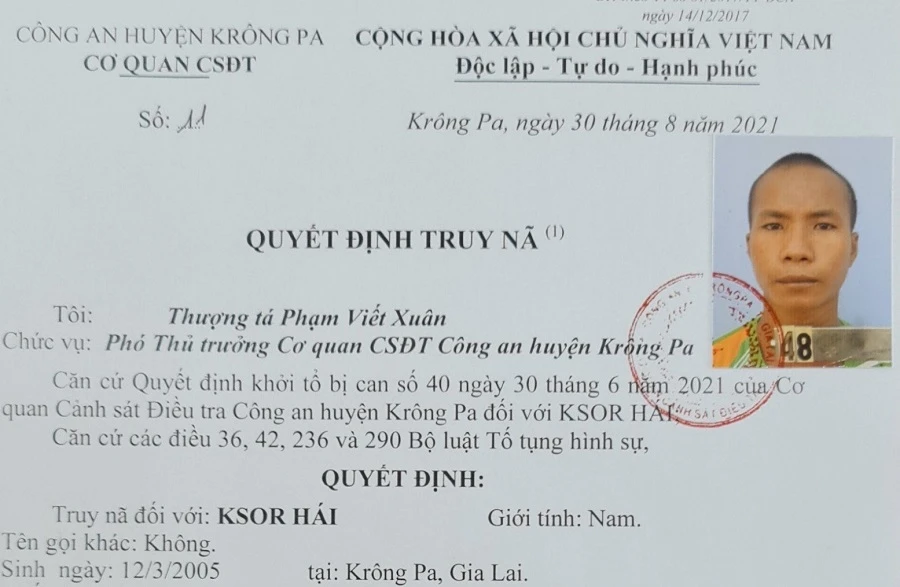 ngày 14/12/2017
CÔNG AN HUYỆN KRÔNG PA
CƠ QUAN CSĐT
CỘNG HÒA XÃ HỘI CHỦ NGHĨA VIỆT NAM
Độc lập - Tự do - Hạnh phúc
Số: 11
Krông Pa, ngày 30 tháng 8 năm 2021
QUYẾT ĐỊNH TRUY NÃ (1)
48
Tôi: Thượng tá Phạm Viết Xuân
Chức vụ: Phó Thủ trưởng Cơ quan CSĐT Công an huyện Krông Pa
Căn cứ Quyết định khởi tố bị can số 40 ngày 30 tháng 6 năm 2021 của Cơ
quan Cảnh sát Điều tra Công an huyện Krông Pa đối với KSOR HÁI,
Căn cứ các điều 36, 42, 236 và 290 Bộ luật Tố tụng hình sự,
QUYẾT ĐỊNH:
Truy nã đối với: KSOR HÁI Giới tính: Nam.
Tên gọi khác: Không.
Sinh ngày: 12/3/2005 tại: Krông Pa, Gia Lai.